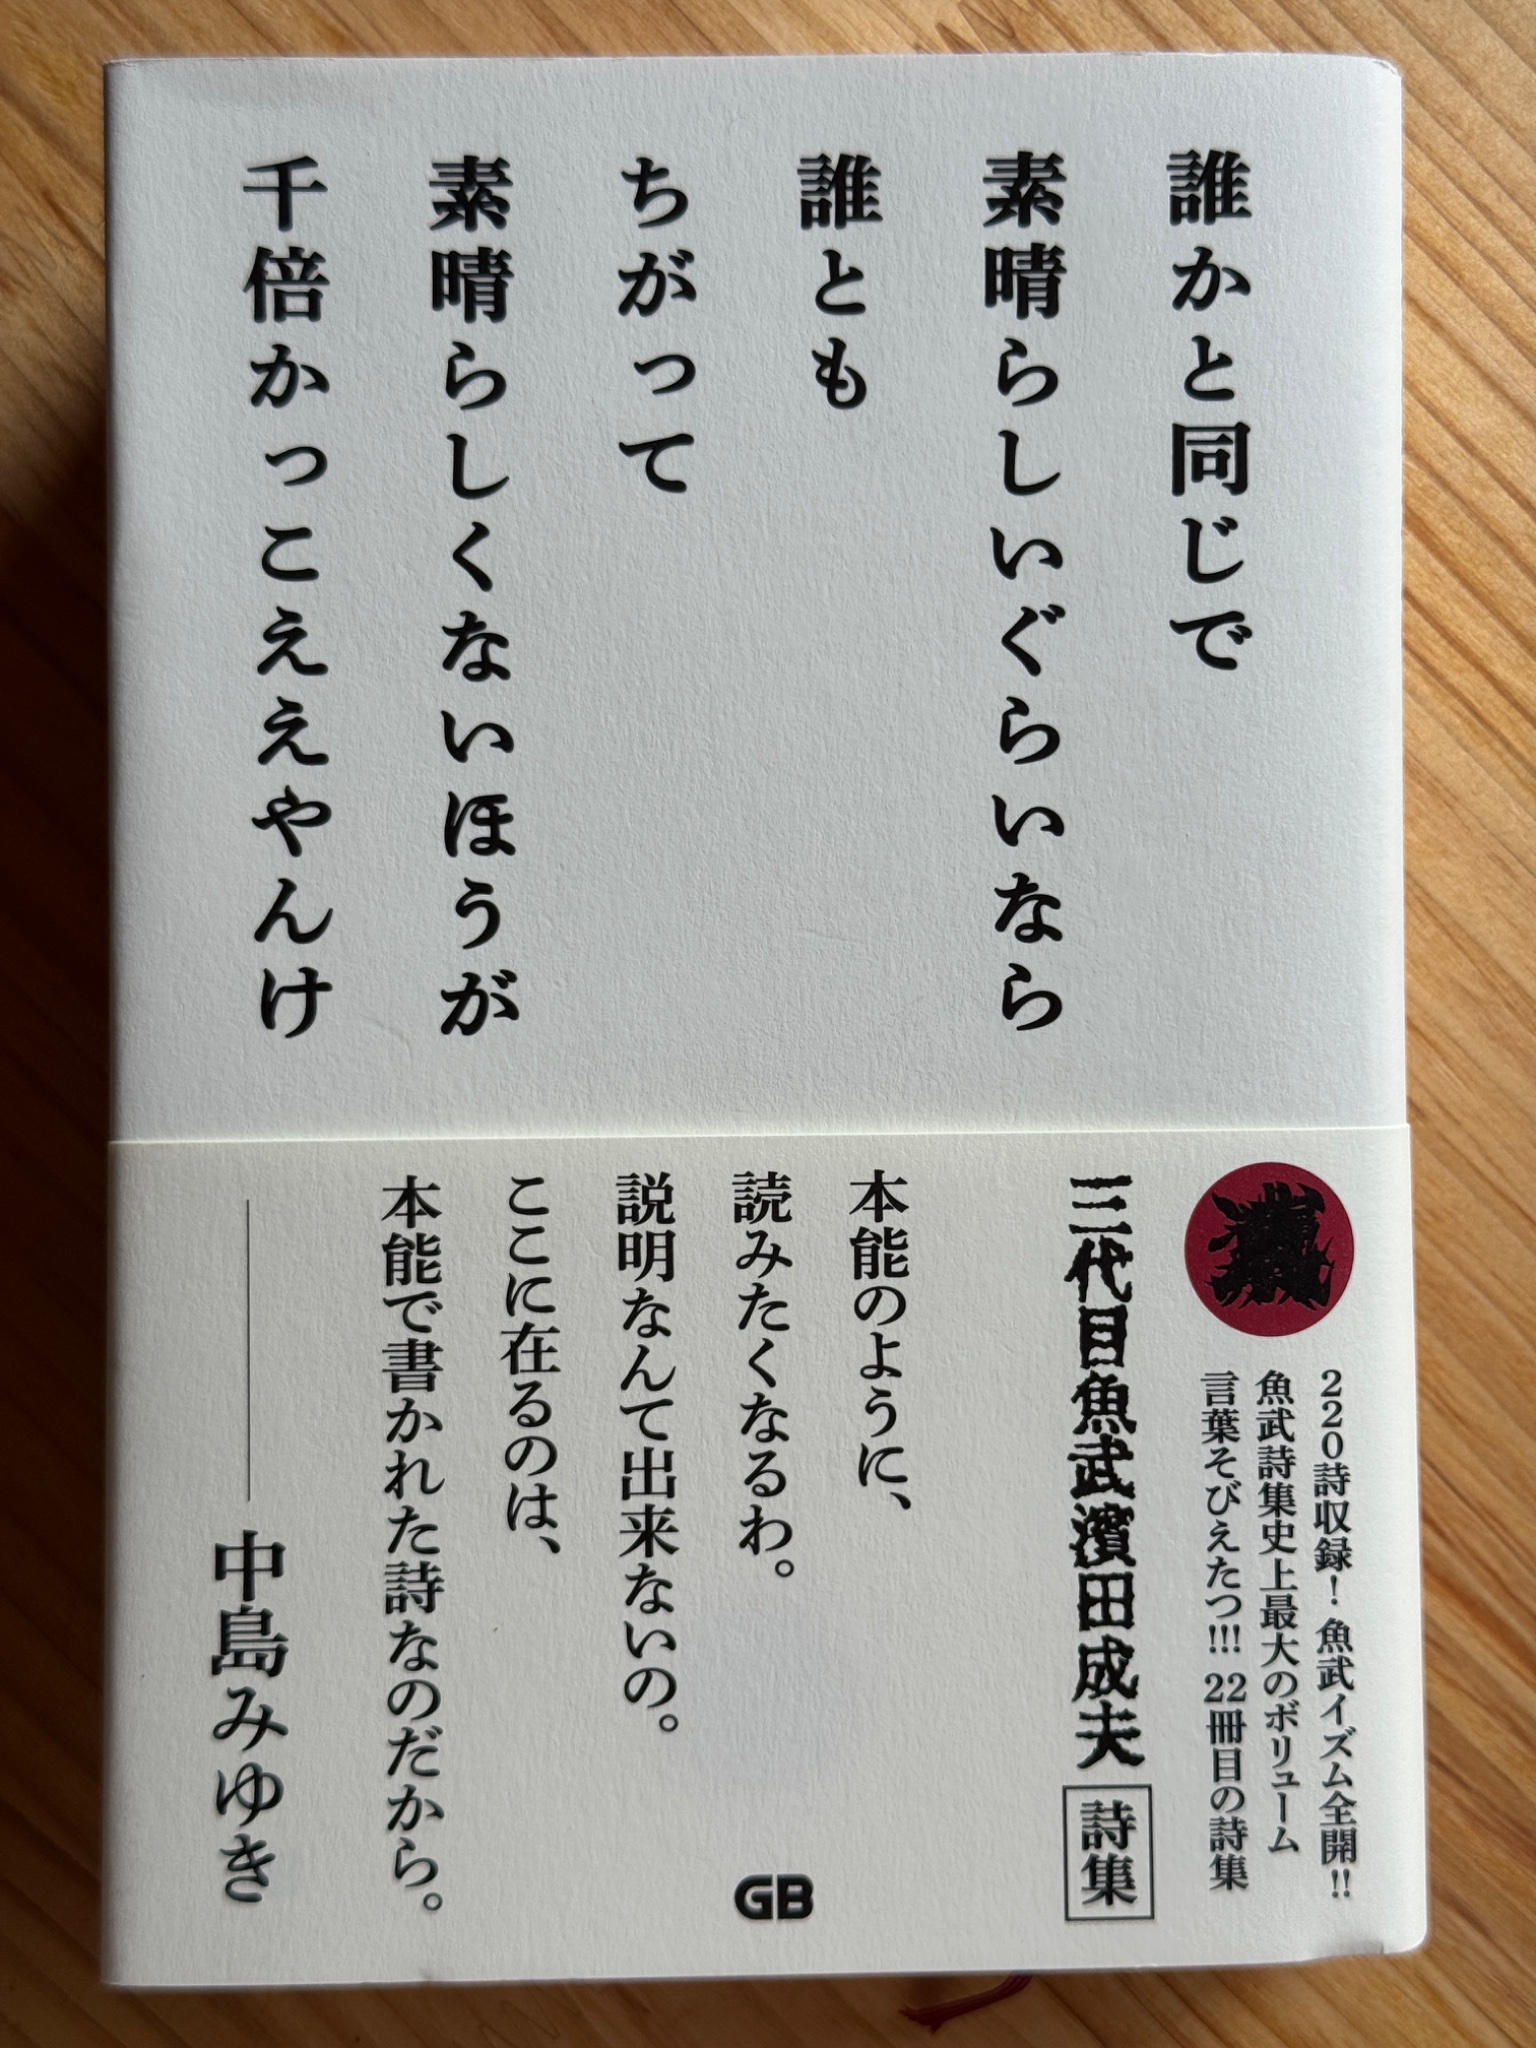 誰かと同じで
素晴らしいぐらいなら
誰とも
ちがって
素晴らしくないほうが
千倍かっこええやんけ
220詩収録！魚武イズム全開!!
魚武詩集史上最大のボリューム
言葉そびえたつ!!! 22冊目の詩集
三代目魚武濱田成夫
詩集
本能のように、
読みたくなるわ。
説明なんて出来ないの。
ここに在るのは、
本能で書かれた詩なのだから。
――中島みゆき
GB